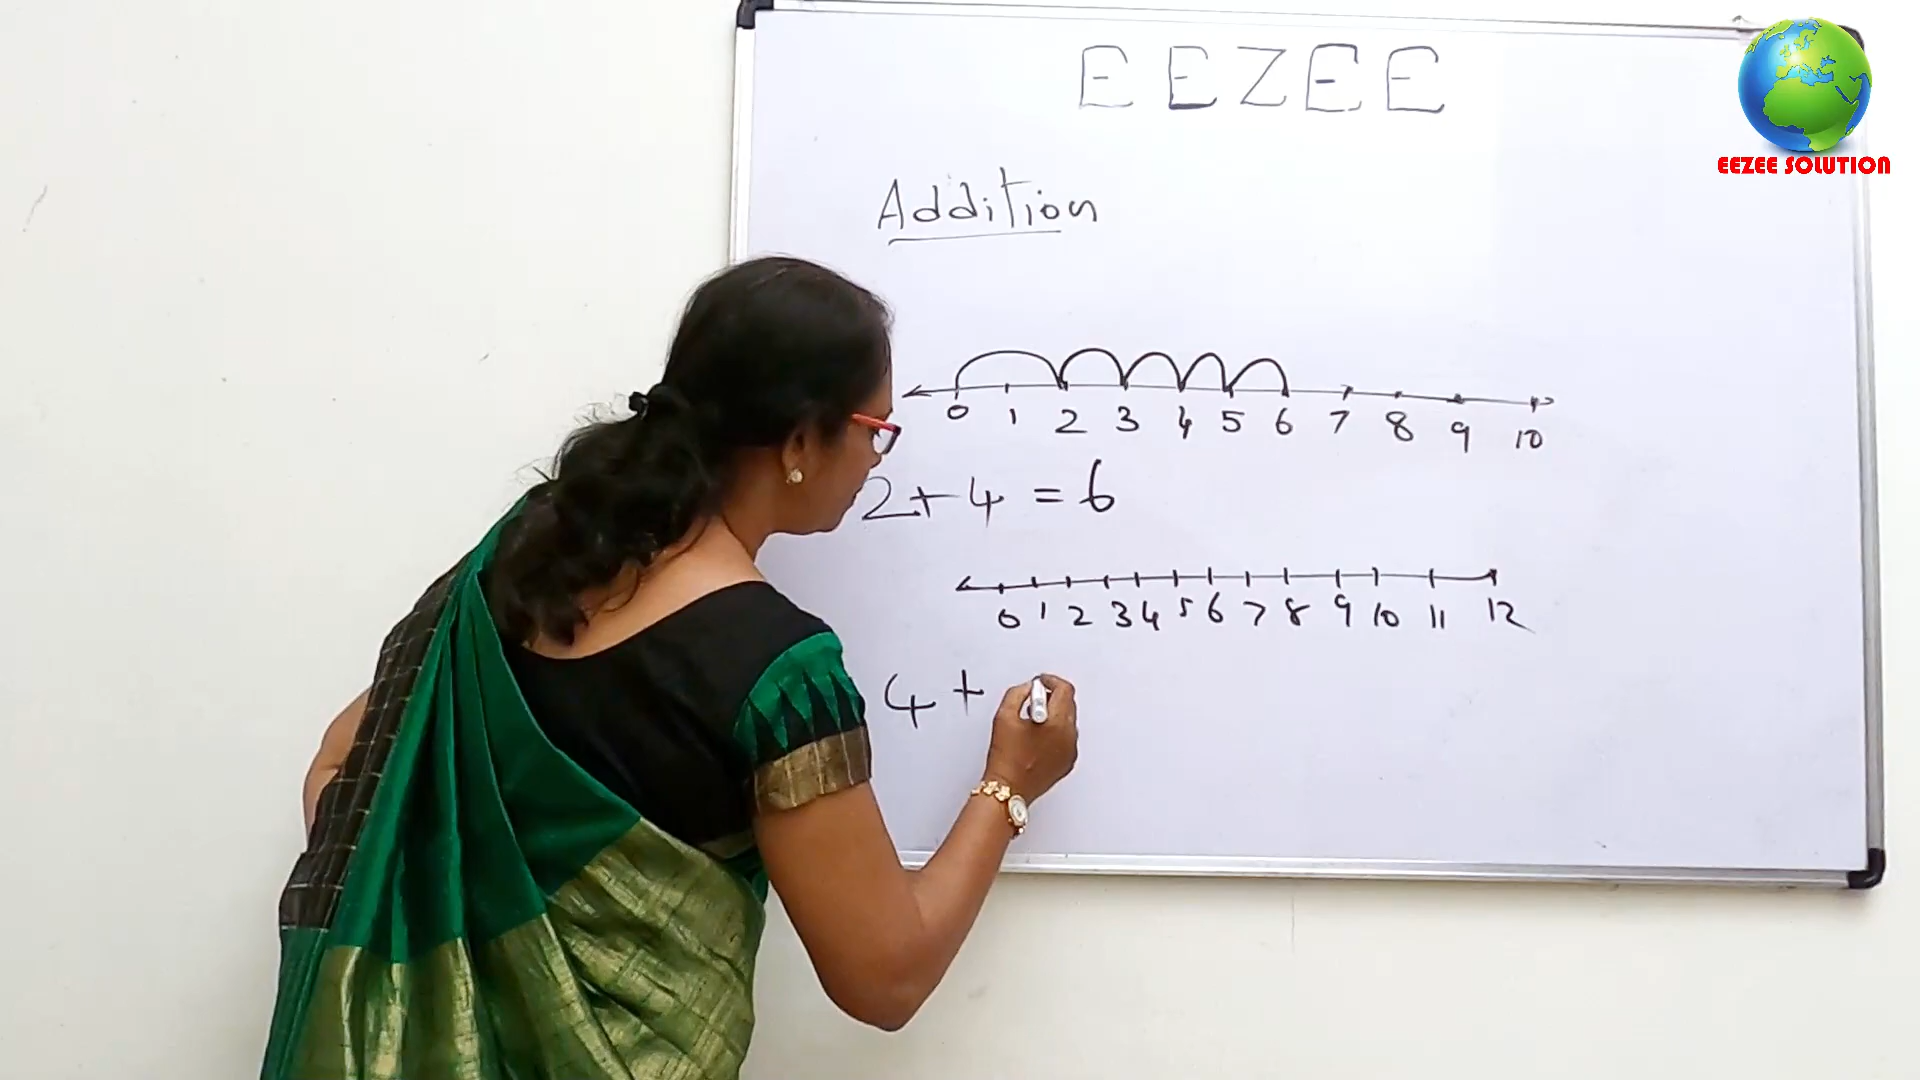 EEZEE
EEZEE SOLUTION
Addition
0 1 2 3 4 5 6 7 8 9 10
2+4 = 6
0 1 2 3 4 5 6 7 8 9 10 11 12
4 +